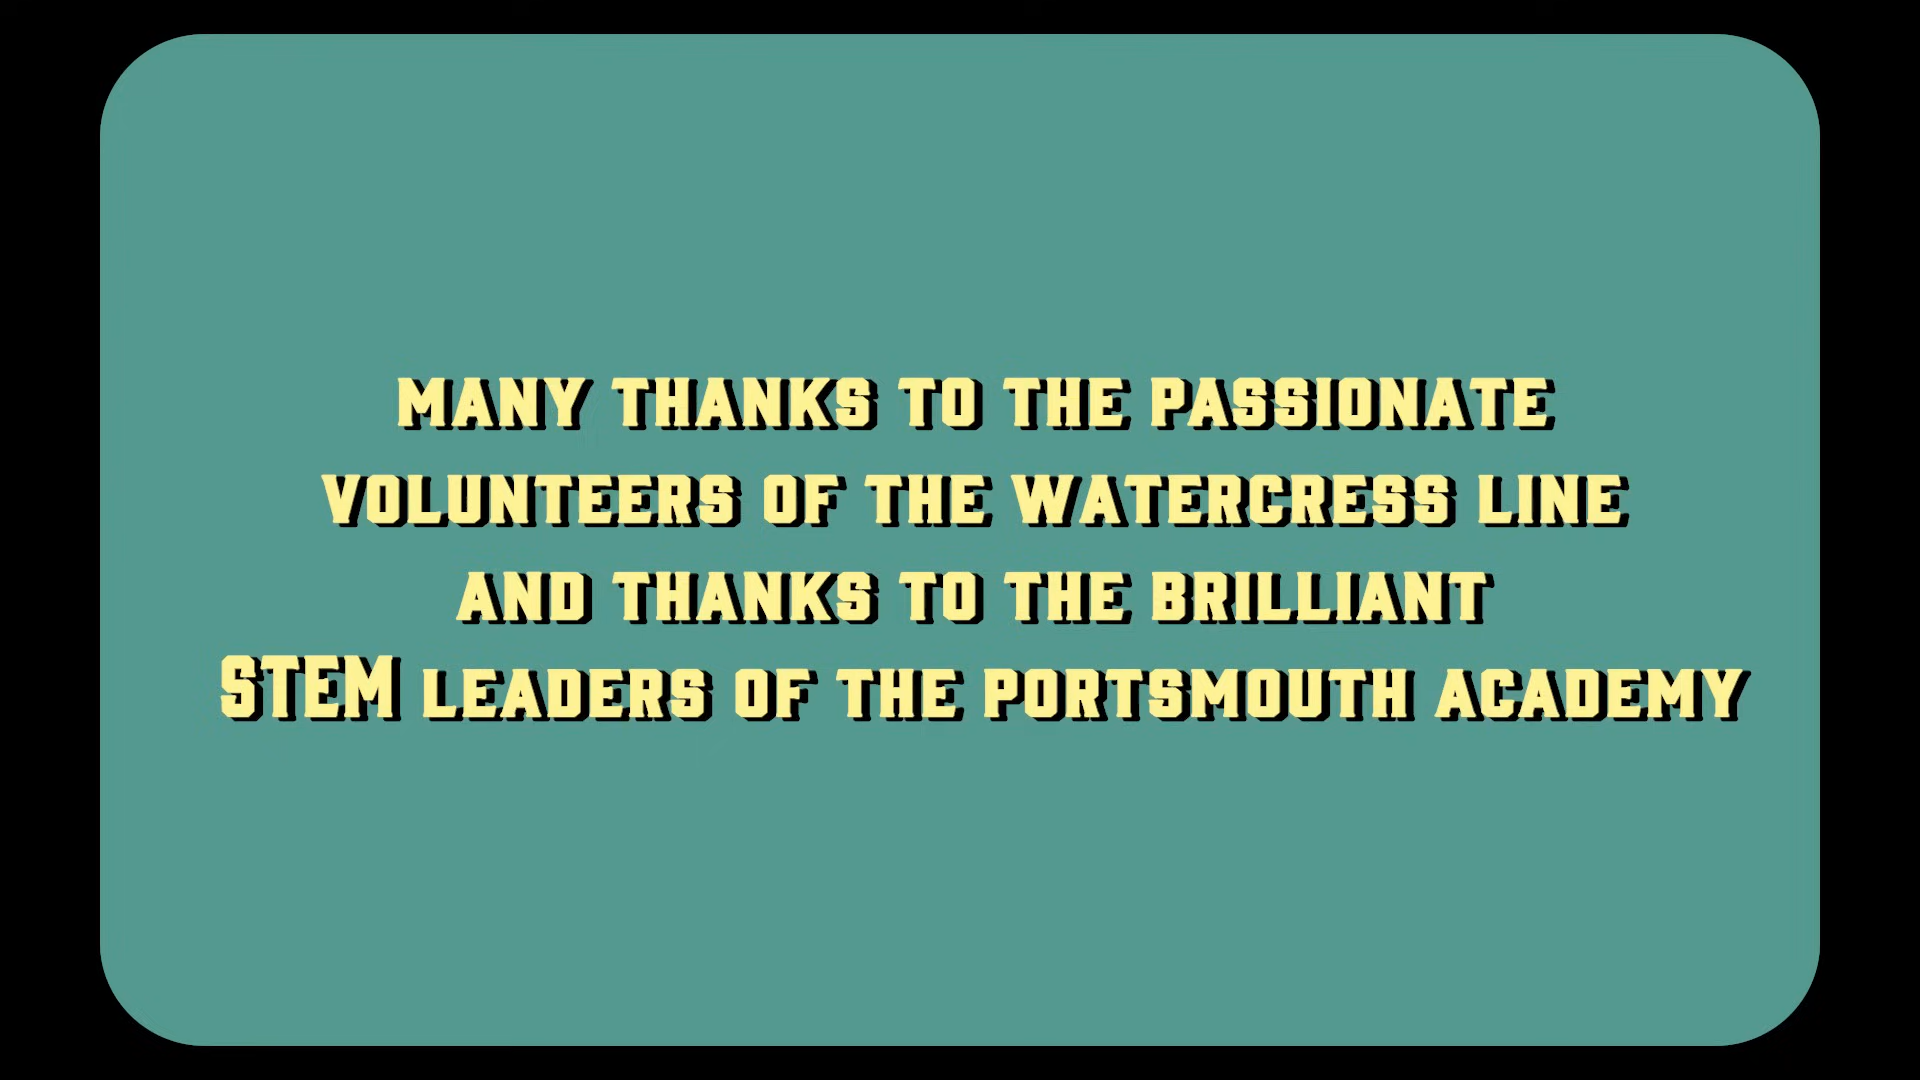 MANY THANKS TO THE PASSIONATE
VOLUNTEERS OF THE WATERCRESS LINE
AND THANKS TO THE BRILLIANT
STEM LEADERS OF THE PORTSMOUTH ACADEMY